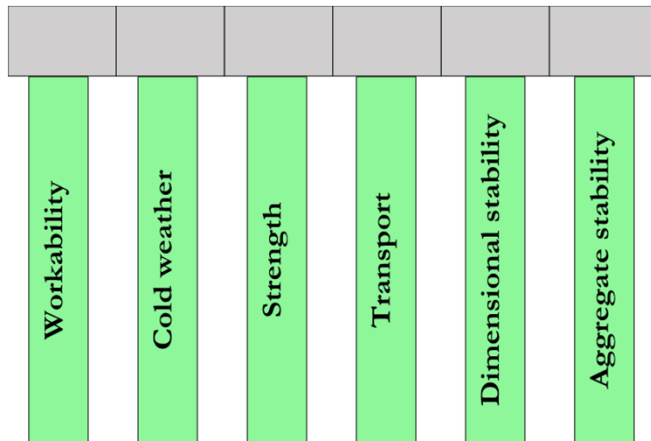 Workability
Cold weather
Strength
Transport
Dimensional stability
Aggregate stability